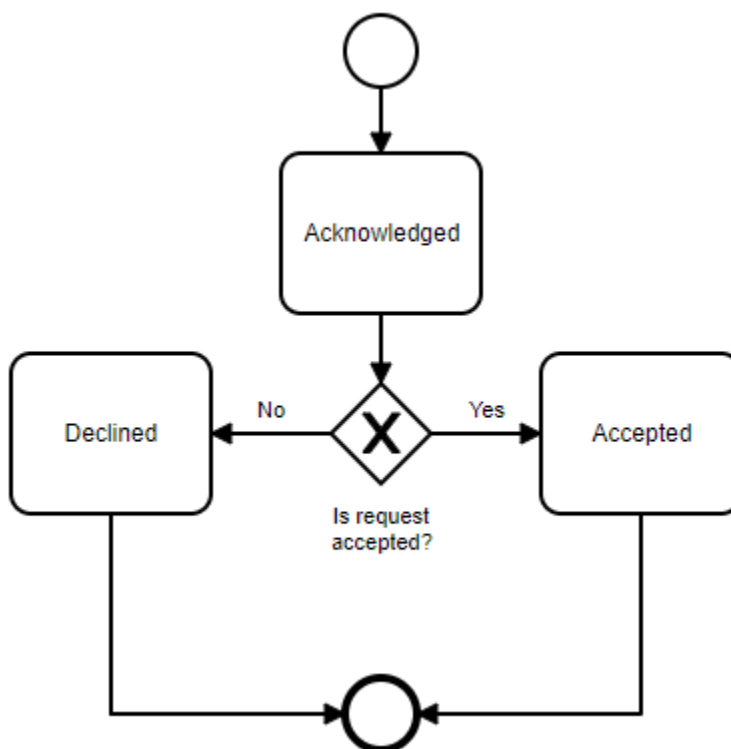 Acknowledged
No
Yes
Declined
X
Accepted
Is request
accepted?